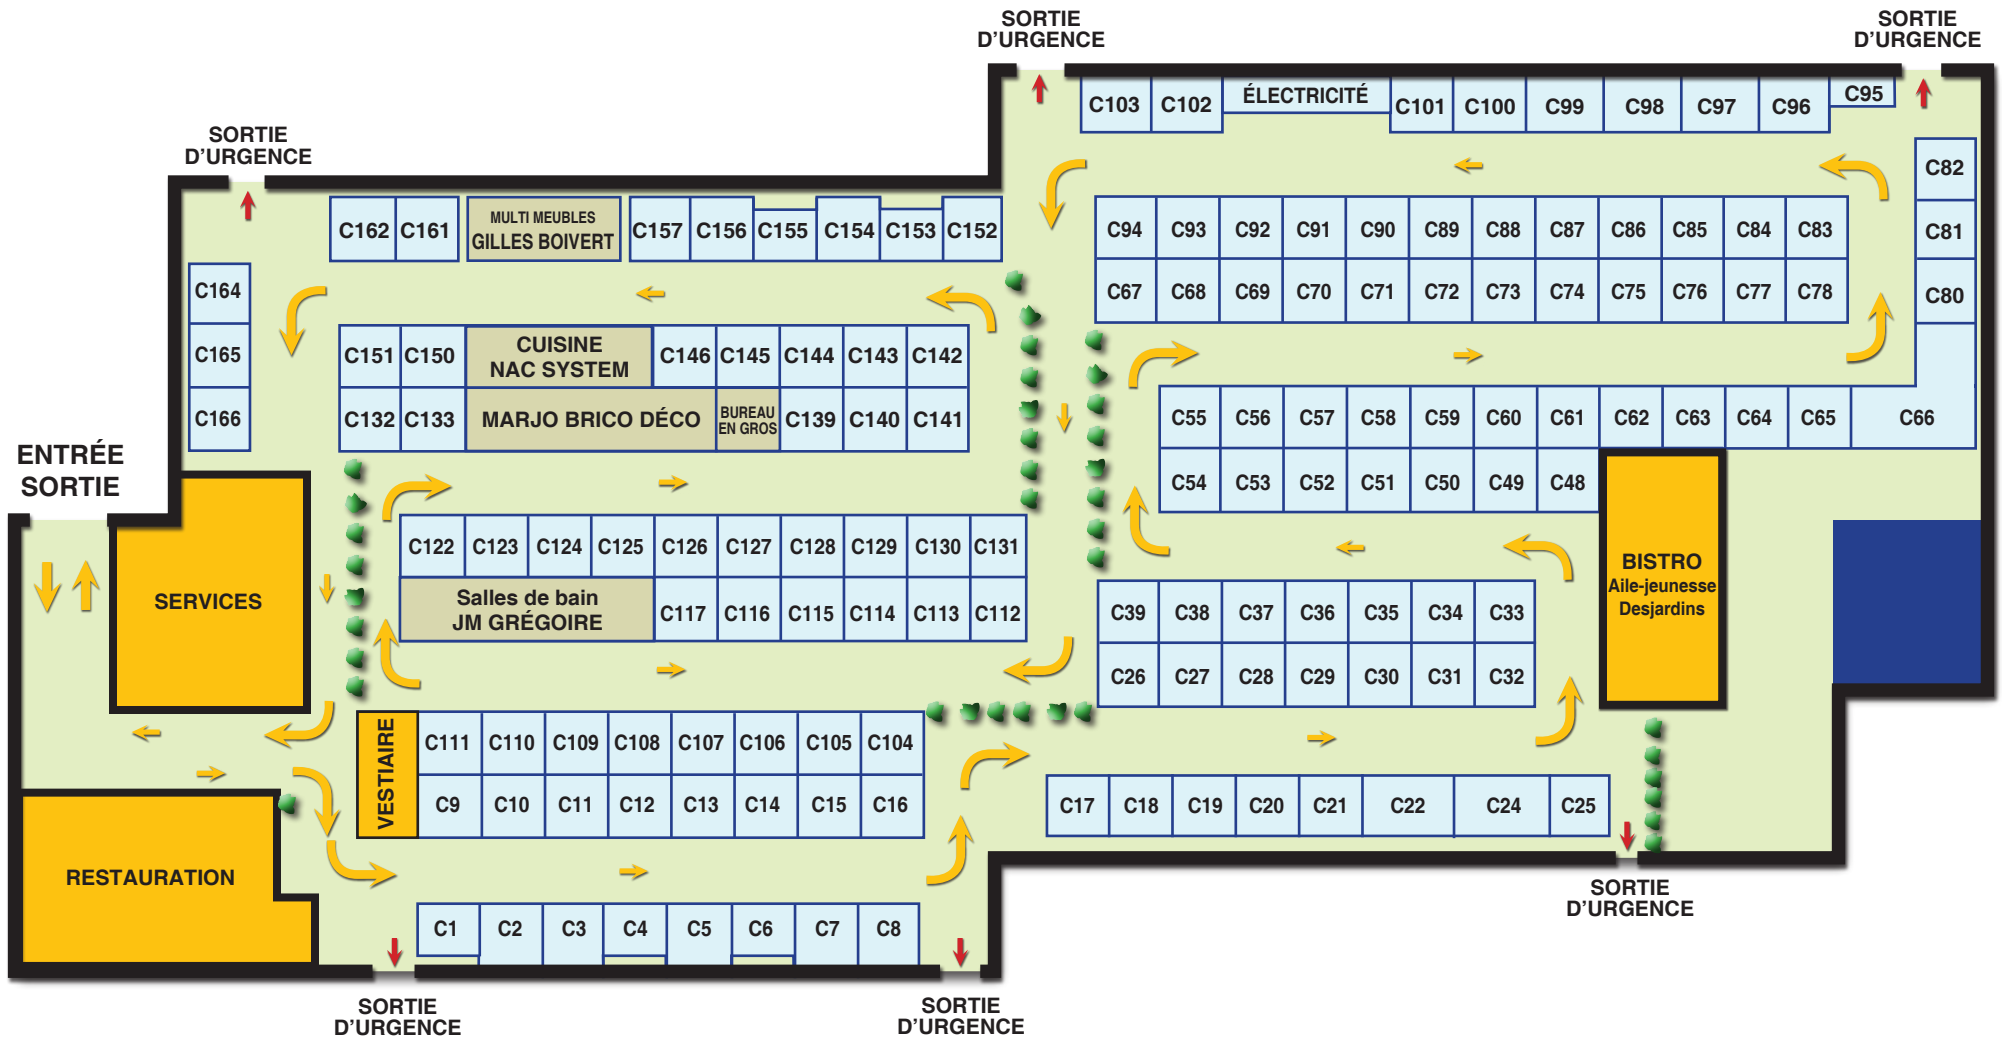 SORTIE
D'URGENCE
SORTIE
D'URGENCE
C103 C102 ÉLECTRICITÉ C101 C100 C99 C98 C97 C96 C95
SORTIE
D'URGENCE
C82
C162 C161 MULTI MEUBLES
GILLES BOIVERT
C157 C156 C155 C154 C153 C152
C94 C93 C92 C91 C90 C89 C88 C87 C86 C85 C84 C83
C81
C164
C67 C68 C69 C70 C71 C72 C73 C74 C75 C76 C77 C78
C80
C165
C151 C150 CUISINE
NAC SYSTEM
C146 C145 C144 C143 C142
C166
C132 C133 MARJO BRICO DÉCO BUREAU
EN GROS
C139 C140 C141
C55 C56 C57 C58 C59 C60 C61 C62 C63 C64 C65 C66
ENTRÉE
SORTIE
C54 C53 C52 C51 C50 C49 C48
C122 C123 C124 C125 C126 C127 C128 C129 C130 C131
BISTRO
Aile-jeunesse
Desjardins
SERVICES
Salles de bain
JM GRÉGOIRE
C117 C116 C115 C114 C113 C112
C39 C38 C37 C36 C35 C34 C33
C26 C27 C28 C29 C30 C31 C32
VESTIAIRE
C111 C110 C109 C108 C107 C106 C105 C104
C9 C10 C11 C12 C13 C14 C15 C16
C17 C18 C19 C20 C21 C22 C24 C25
RESTAURATION
SORTIE
D'URGENCE
C1 C2 C3 C4 C5 C6 C7 C8
SORTIE
D'URGENCE
SORTIE
D'URGENCE